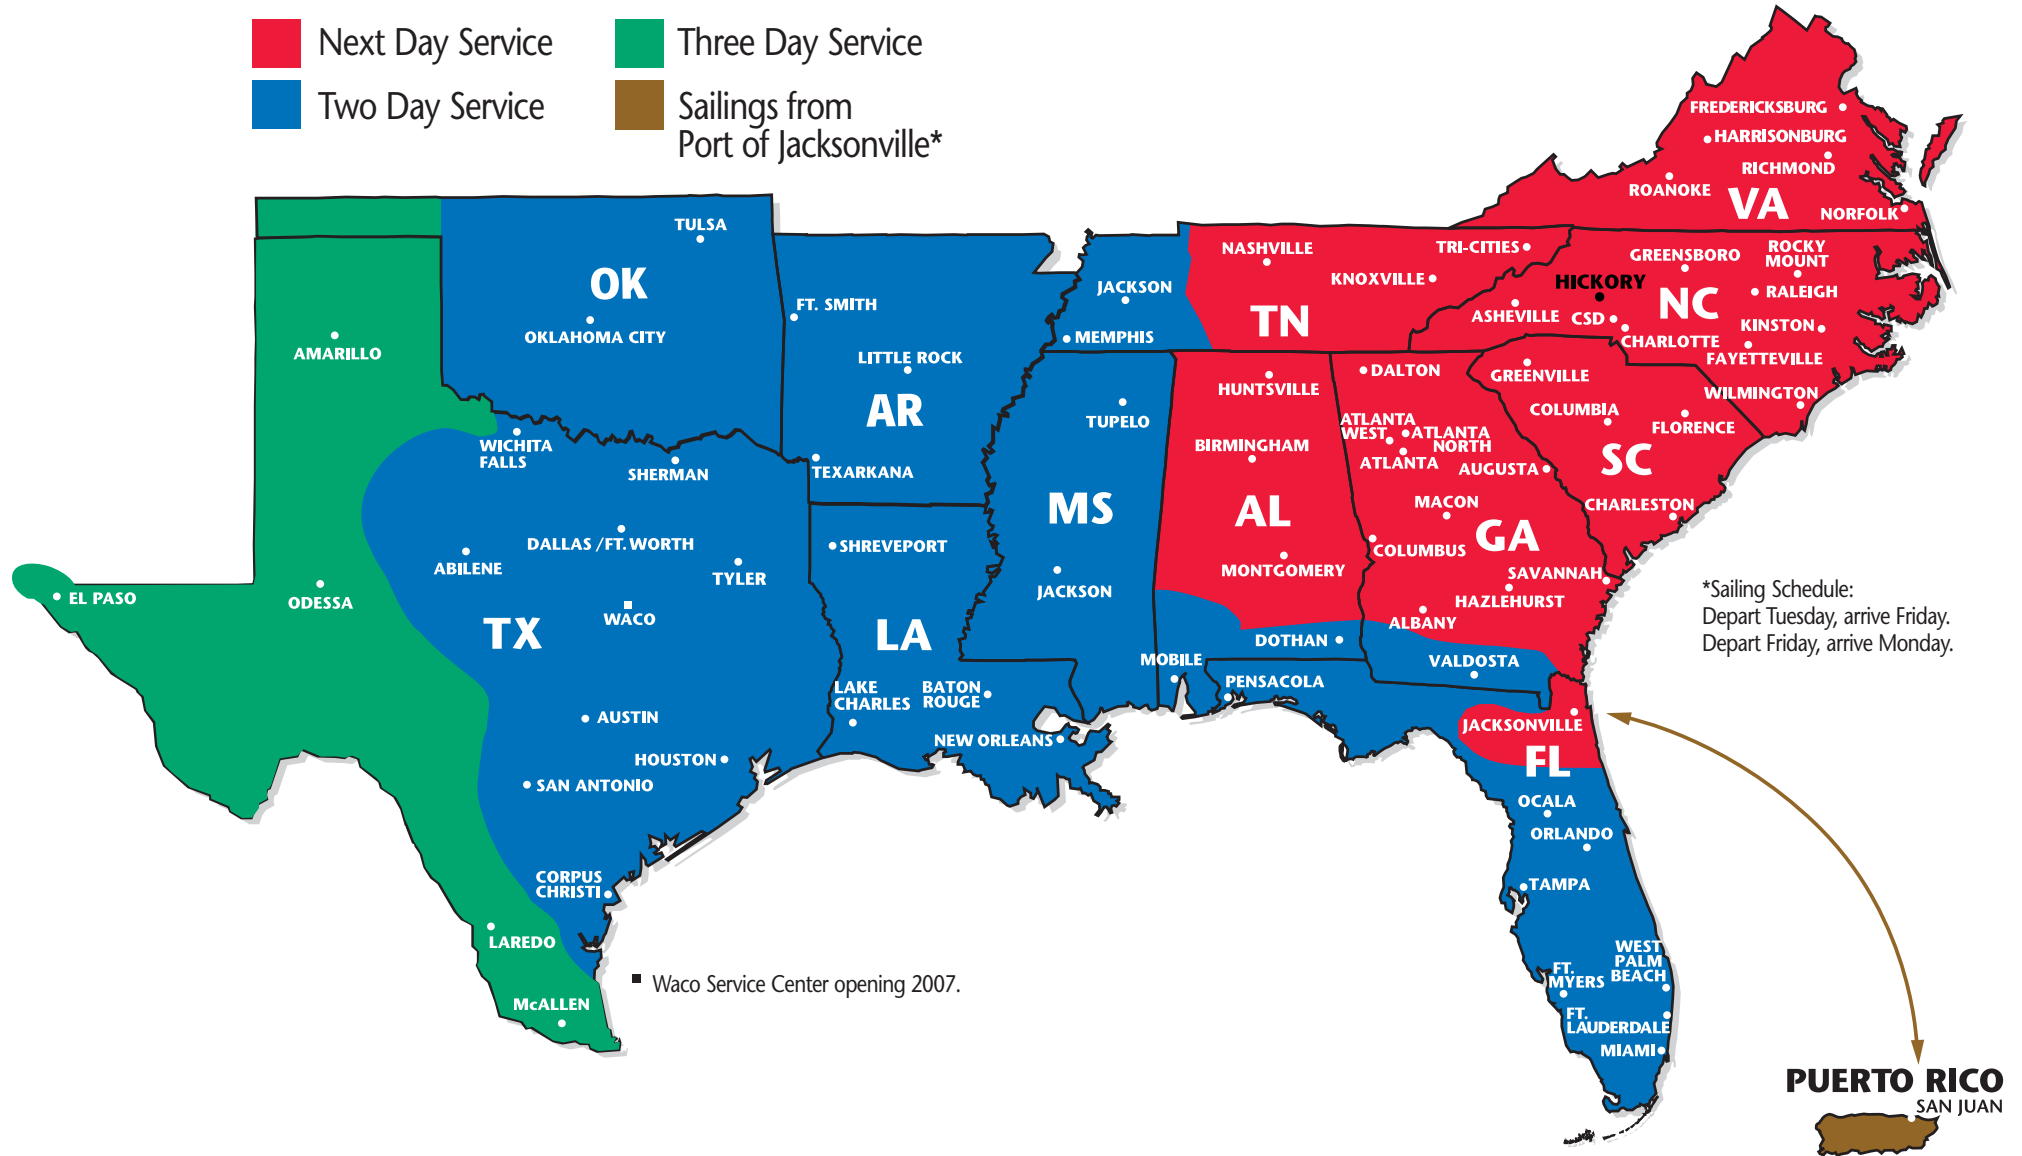 Next Day Service
Three Day Service
Two Day Service
Sailings from
Port of Jacksonville*
FREDERICKSBURG
HARRISONBURG
RICHMOND
ROANOKE
VA
NORFOLK
TULSA
OK
OKLAHOMA CITY
FT. SMITH
LITTLE ROCK
AR
TEXARKANA
JACKSON
MEMPHIS
NASHVILLE
TRI-CITIES
KNOXVILLE
TN
GREENSBORO
ROCKY
MOUNT
HICKORY
NC
RALEIGH
ASHEVILLE
CSD
KINSTON
CHARLOTTE
FAYETTEVILLE
WILMINGTON
AMARILLO
WICHITA
FALLS
SHERMAN
DALLAS /FT. WORTH
ABILENE
TYLER
EL PASO
ODESSA
WACO
TX
AUSTIN
HOUSTON
SAN ANTONIO
CORPUS
CHRISTI
LAREDO
McALLEN
SHREVEPORT
LA
LAKE
CHARLES
BATON
ROUGE
NEW ORLEANS
TUPELO
MS
JACKSON
HUNTSVILLE
BIRMINGHAM
AL
MONTGOMERY
DOTHAN
MOBILE
DALTON
ATLANTA
WEST
ATLANTA
NORTH
ATLANTA
AUGUSTA
MACON
GA
COLUMBUS
SAVANNAH
HAZLEHURST
ALBANY
VALDOSTA
GREENVILLE
COLUMBIA
FLORENCE
SC
CHARLESTON
PENSACOLA
JACKSONVILLE
FL
OCALA
ORLANDO
TAMPA
WEST
PALM
BEACH
FT.
MYERS
FT.
LAUDERDALE
MIAMI
*Sailing Schedule:
Depart Tuesday, arrive Friday.
Depart Friday, arrive Monday.
Waco Service Center opening 2007.
PUERTO RICO
SAN JUAN